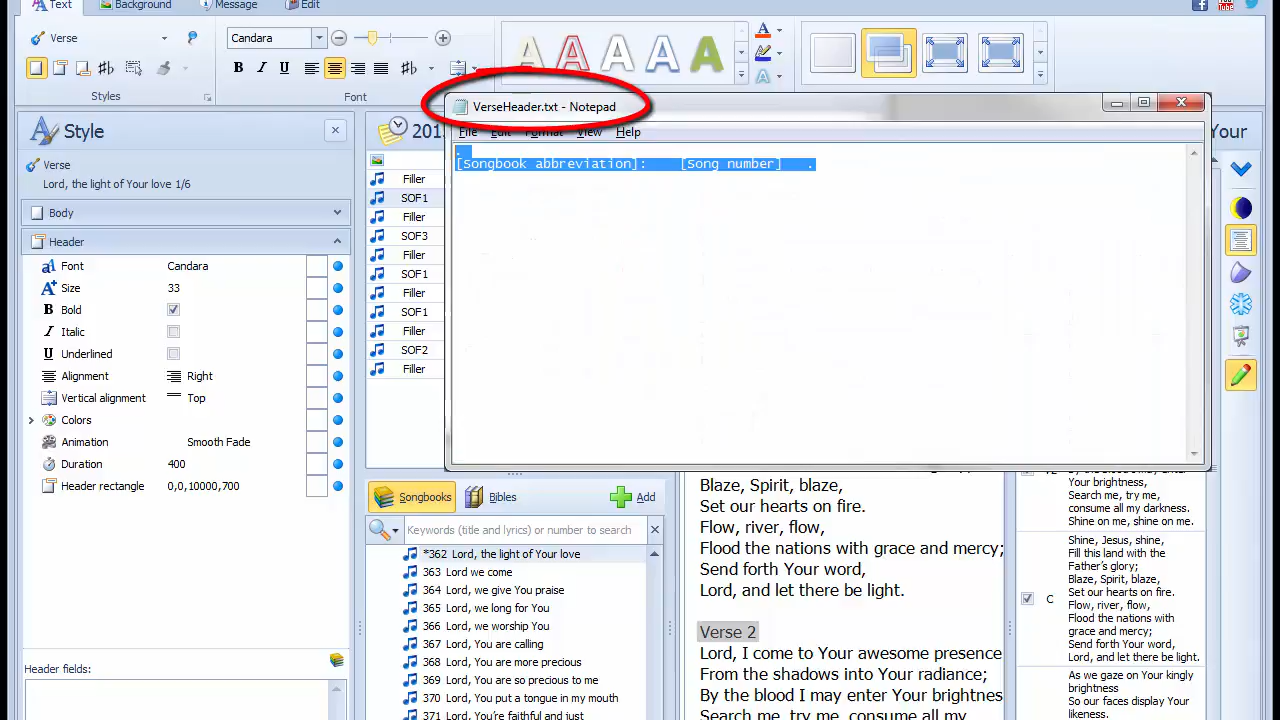 Text
Background
Message
Edit
Verse
Candara
B I U
Styles
Font
VerseHeader.txt - Notepad
File Edit Format View Help
.
[Songbook abbreviation]: [Song number] .
Style
Verse
Lord, the light of Your love 1/6
Body
Header
Font Candara
Size 33
B Bold
I Italic
U Underlined
Alignment Right
Vertical alignment Top
Colors
Animation Smooth Fade
Duration 400
Header rectangle 0,0,10000,700
Header fields:
Your
Filler
SOF1
Filler
SOF3
Filler
SOF1
Filler
SOF1
Filler
SOF2
Filler
Songbooks
Bibles
Add
Keywords (title and lyrics) or number to search
*362 Lord, the light of Your love
363 Lord we come
364 Lord, we give You praise
365 Lord, we long for You
366 Lord, we worship You
367 Lord, You are calling
368 Lord, You are more precious
369 Lord, You are so precious to me
370 Lord, You put a tongue in my mouth
371 Lord, You're faithful and just
Blaze, Spirit, blaze,
Set our hearts on fire.
Flow, river, flow,
Flood the nations with grace and mercy;
Send forth Your word,
Lord, and let there be light.
Verse 2
Lord, I come to Your awesome presence
From the shadows into Your radiance;
By the blood I may enter Your brightnes
Search me, try me, consume all my
Your brightness,
Search me, try me,
consume all my darkness.
Shine on me, shine on me.
C
Shine, Jesus, shine,
Fill this land with the
Father's glory;
Blaze, Spirit, blaze,
Set our hearts on fire.
Flow, river, flow,
Flood the nations with
grace and mercy;
Send forth Your word,
Lord, and let there be light.
As we gaze on Your kingly
brightness
So our faces display Your
likeness.